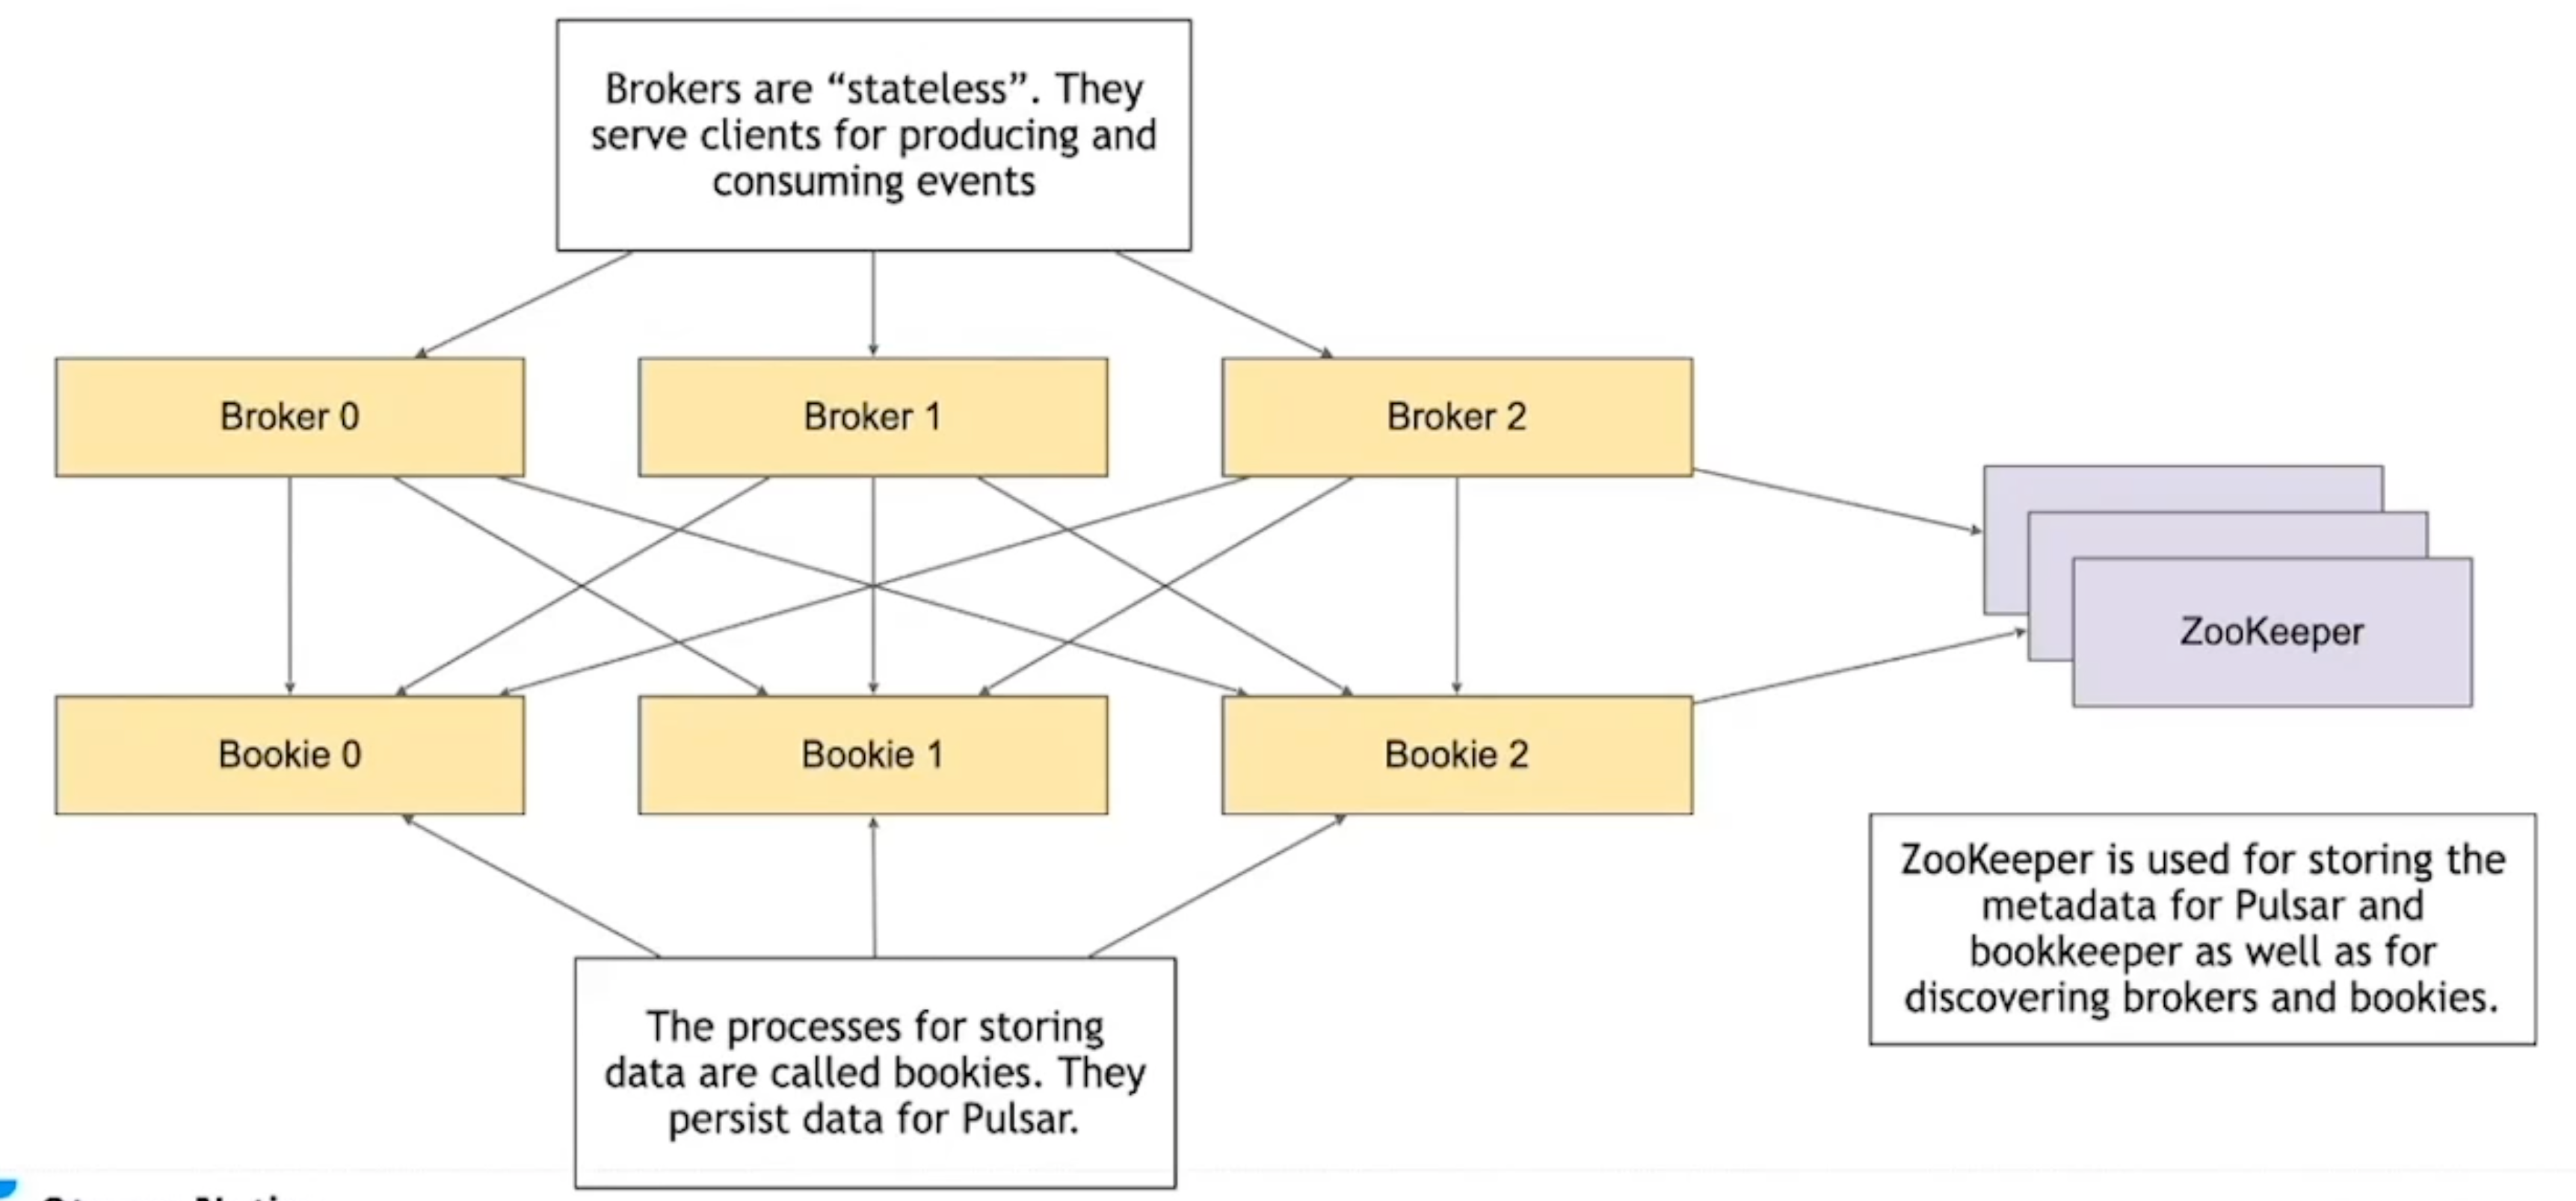 Brokers are “stateless”. They
serve clients for producing and
consuming events
Broker 0
Broker 1
Broker 2
ZooKeeper
Bookie 0
Bookie 1
Bookie 2
ZooKeeper is used for storing the
metadata for Pulsar and
bookkeeper as well as for
discovering brokers and bookies.
The processes for storing
data are called bookies. They
persist data for Pulsar.